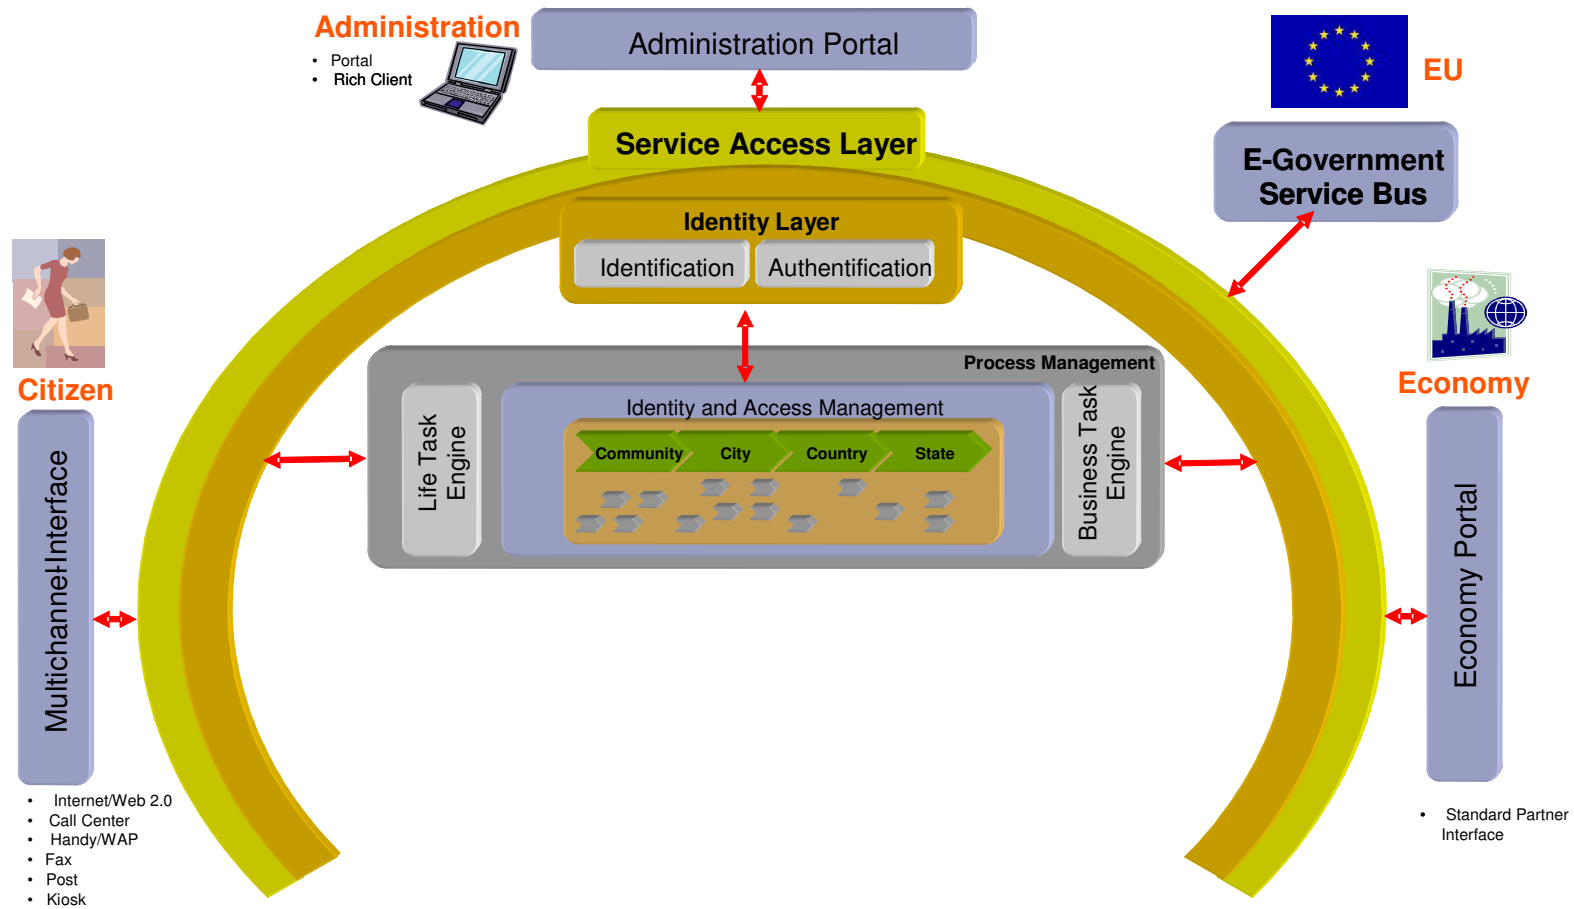 Administration
• Portal
• Rich Client
Administration Portal
EU
Service Access Layer
E-Government
Service Bus
Identity Layer
Identification
Authentification
Citizen
Multichannel-Interface
• Internet/Web 2.0
• Call Center
• Handy/WAP
• Fax
• Post
• Kiosk
Process Management
Life Task
Engine
Identity and Access Management
Community
City
Country
State
Business Task
Engine
Economy
Economy Portal
• Standard Partner
Interface